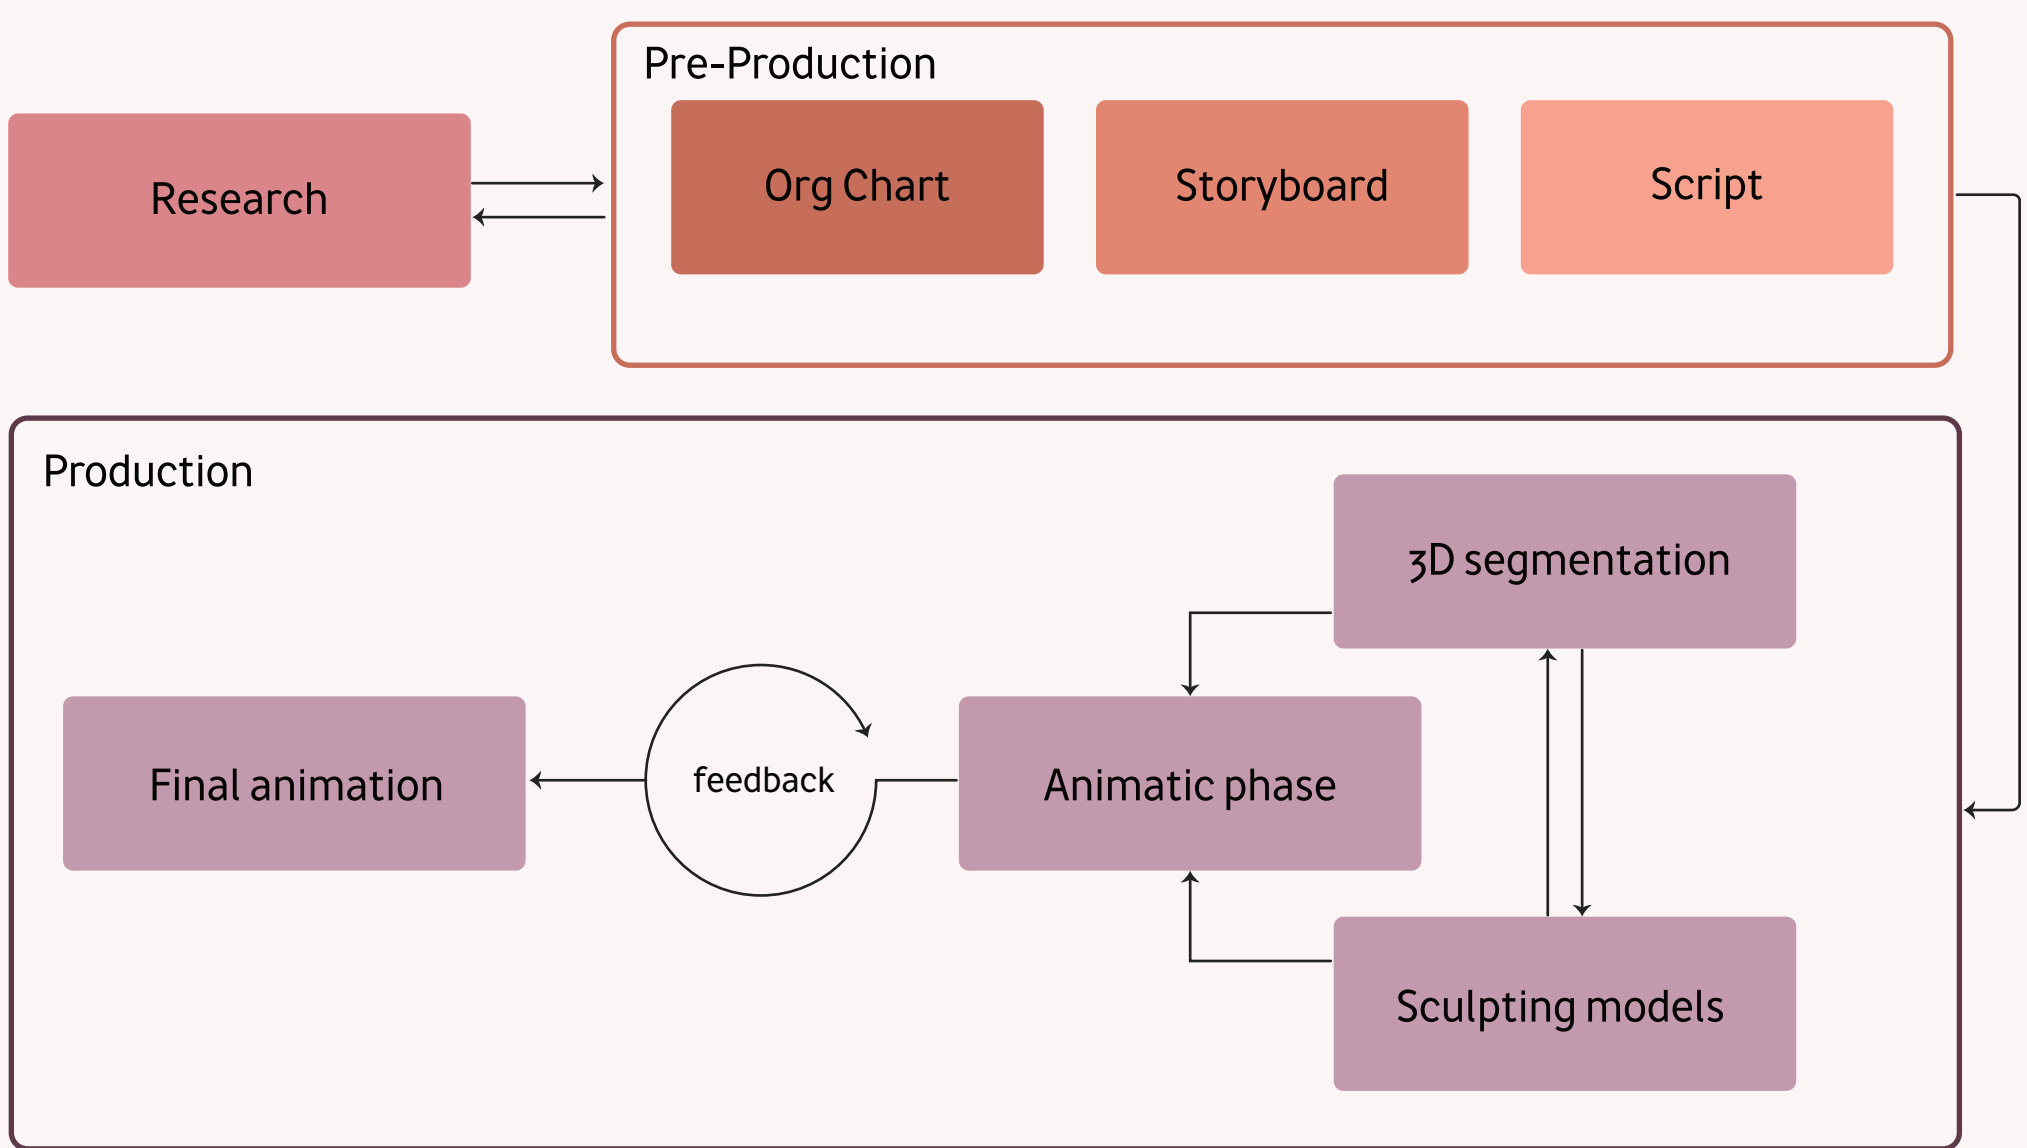 Pre-Production
Research
Org Chart
Storyboard
Script
Production
3D segmentation
Final animation
feedback
Animatic phase
Sculpting models